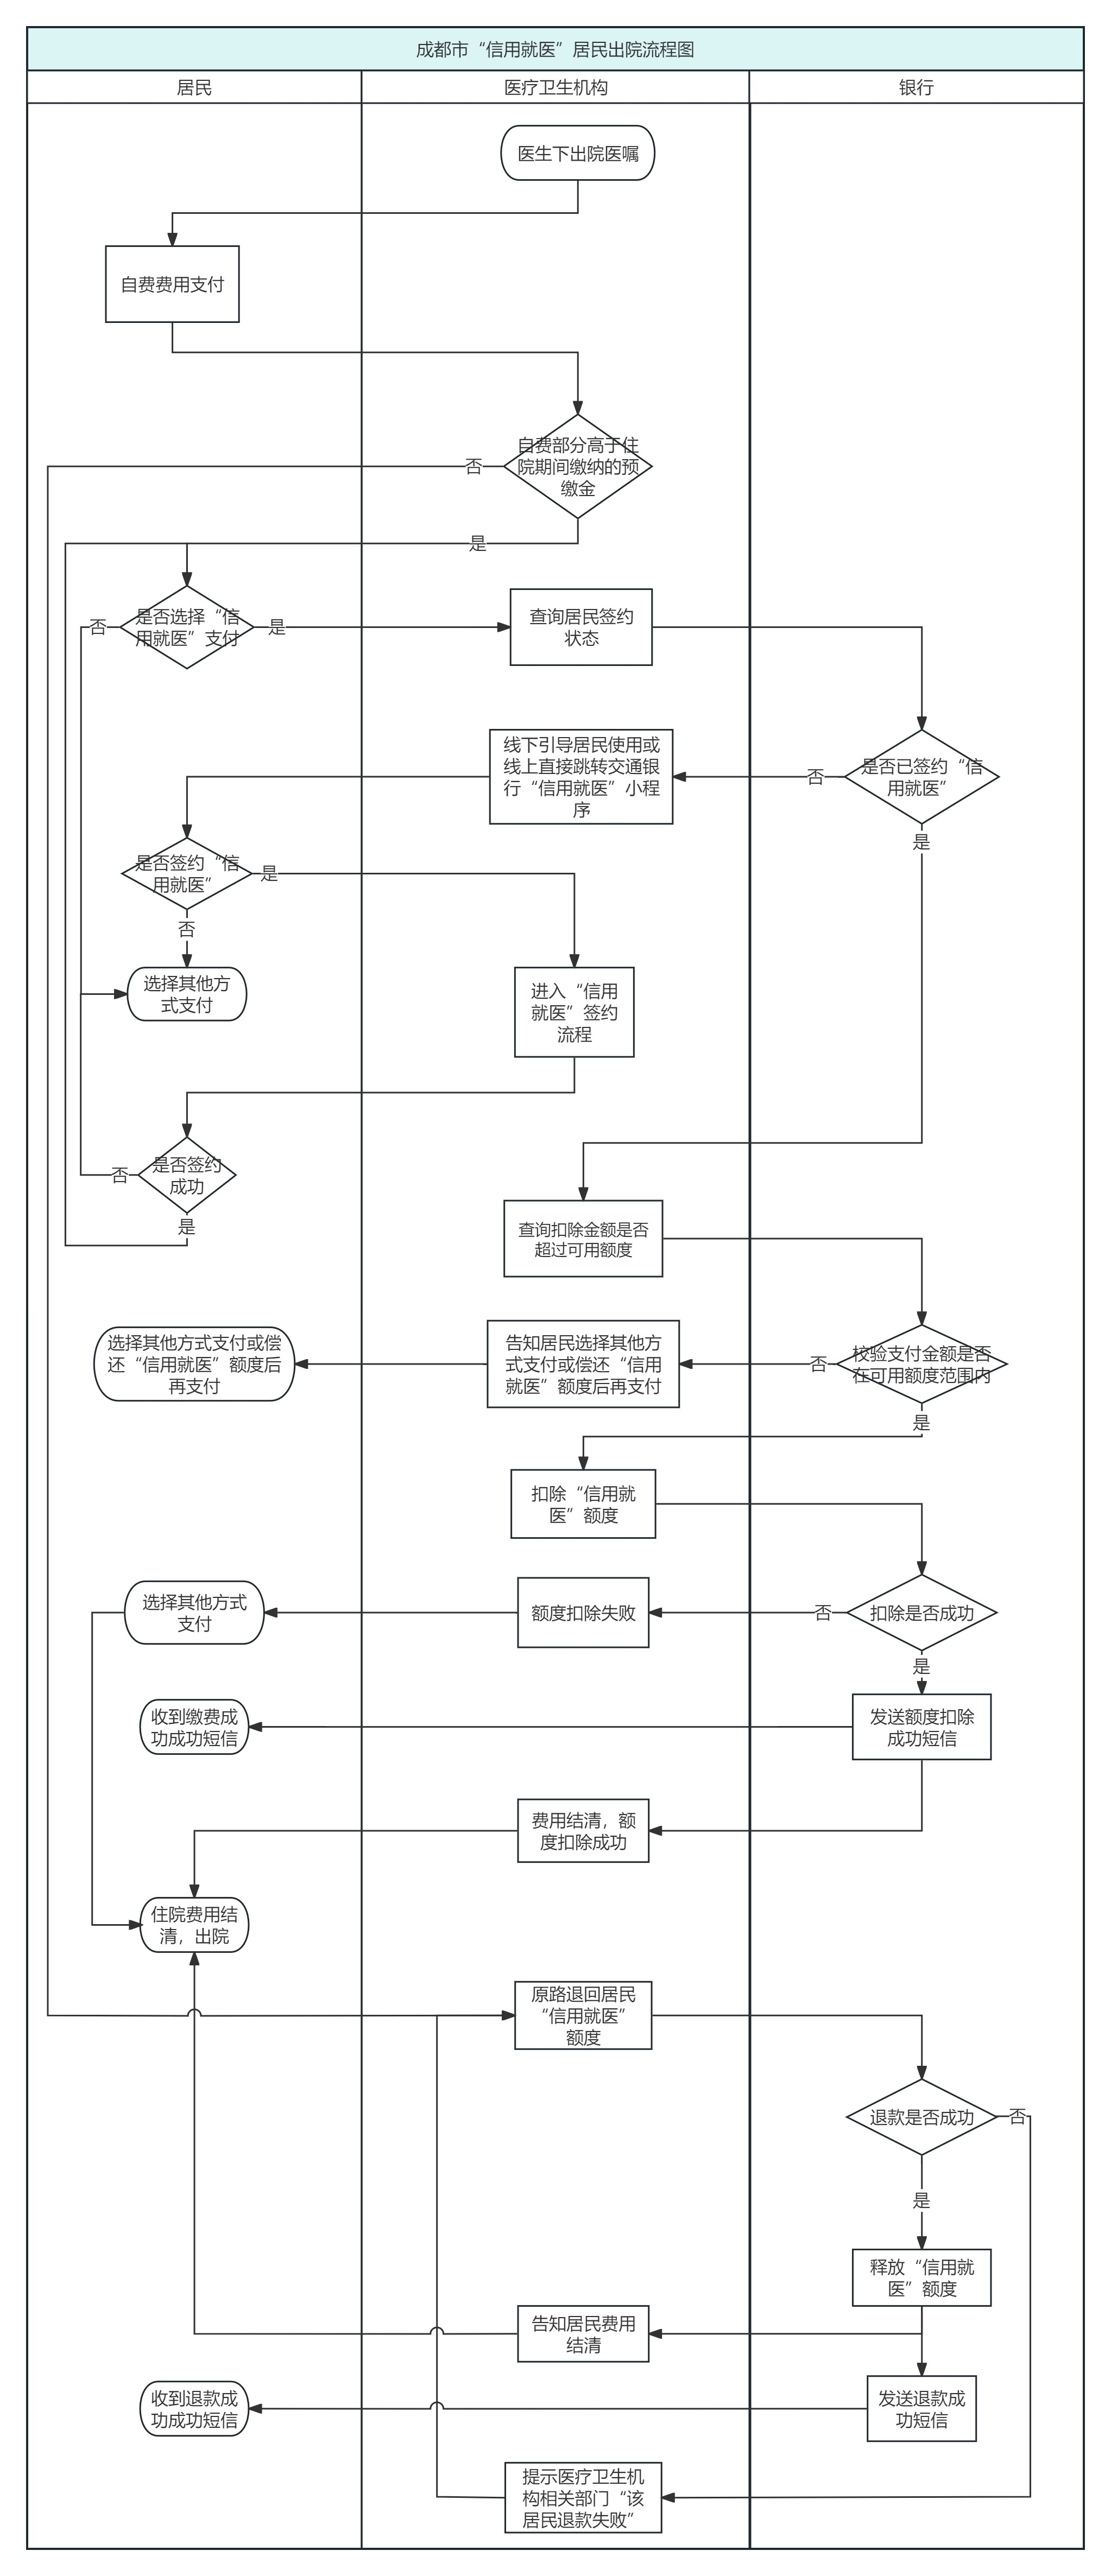 成都市“信用就医”居民出院流程图
居民
医疗卫生机构
银行
医生下出院医嘱
自费费用支付
自费部分高于住
院期间缴纳的预
缴金
否
是
是否选择“信
用就医”支付
否
是
查询居民签约
状态
线下引导居民使用或
线上直接跳转交通银
行“信用就医”小程
序
否
是否已签约“信
用就医”
是
是否签约“信
用就医”
是
否
选择其他方
式支付
进入“信用
就医”签约
流程
是否签约
成功
否
是
查询扣除金额是否
超过可用额度
选择其他方式支付或偿
还“信用就医”额度后
再支付
告知居民选择其他方
式支付或偿还“信用
就医”额度后再支付
否
校验支付金额是否
在可用额度范围内
是
扣除“信用就
医”额度
选择其他方式
支付
额度扣除失败
否
扣除是否成功
是
收到缴费成
功成功短信
发送额度扣除
成功短信
费用结清，额
度扣除成功
住院费用结
清，出院
原路退回居民
“信用就医”
额度
退款是否成功
否
是
释放“信用就
医”额度
告知居民费用
结清
收到退款成
功成功短信
发送退款成
功短信
提示医疗卫生机
构相关部门“该
居民退款失败”